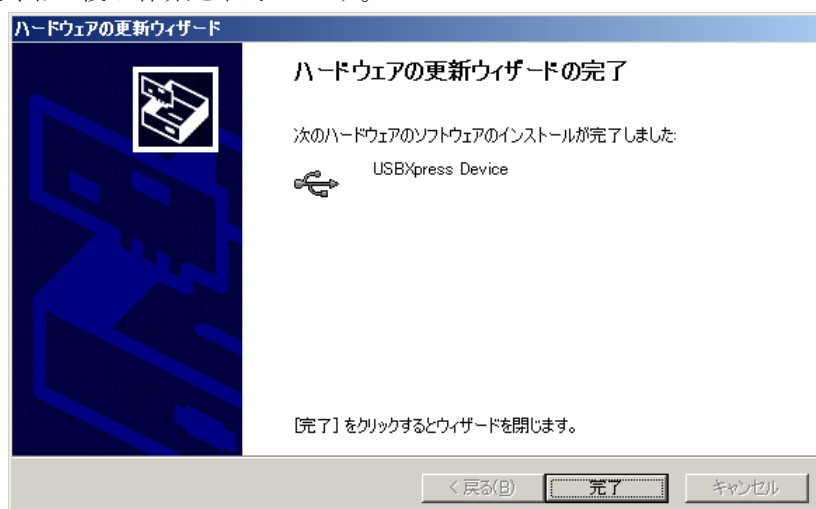 ハードウェアの更新ウィザード
ハードウェアの更新ウィザードの完了
次のハードウェアのソフトウェアのインストールが完了しました:
USBXpress Device
[完了] をクリックするとウィザードを閉じます。
< 戻る(B)
完了
キャンセル